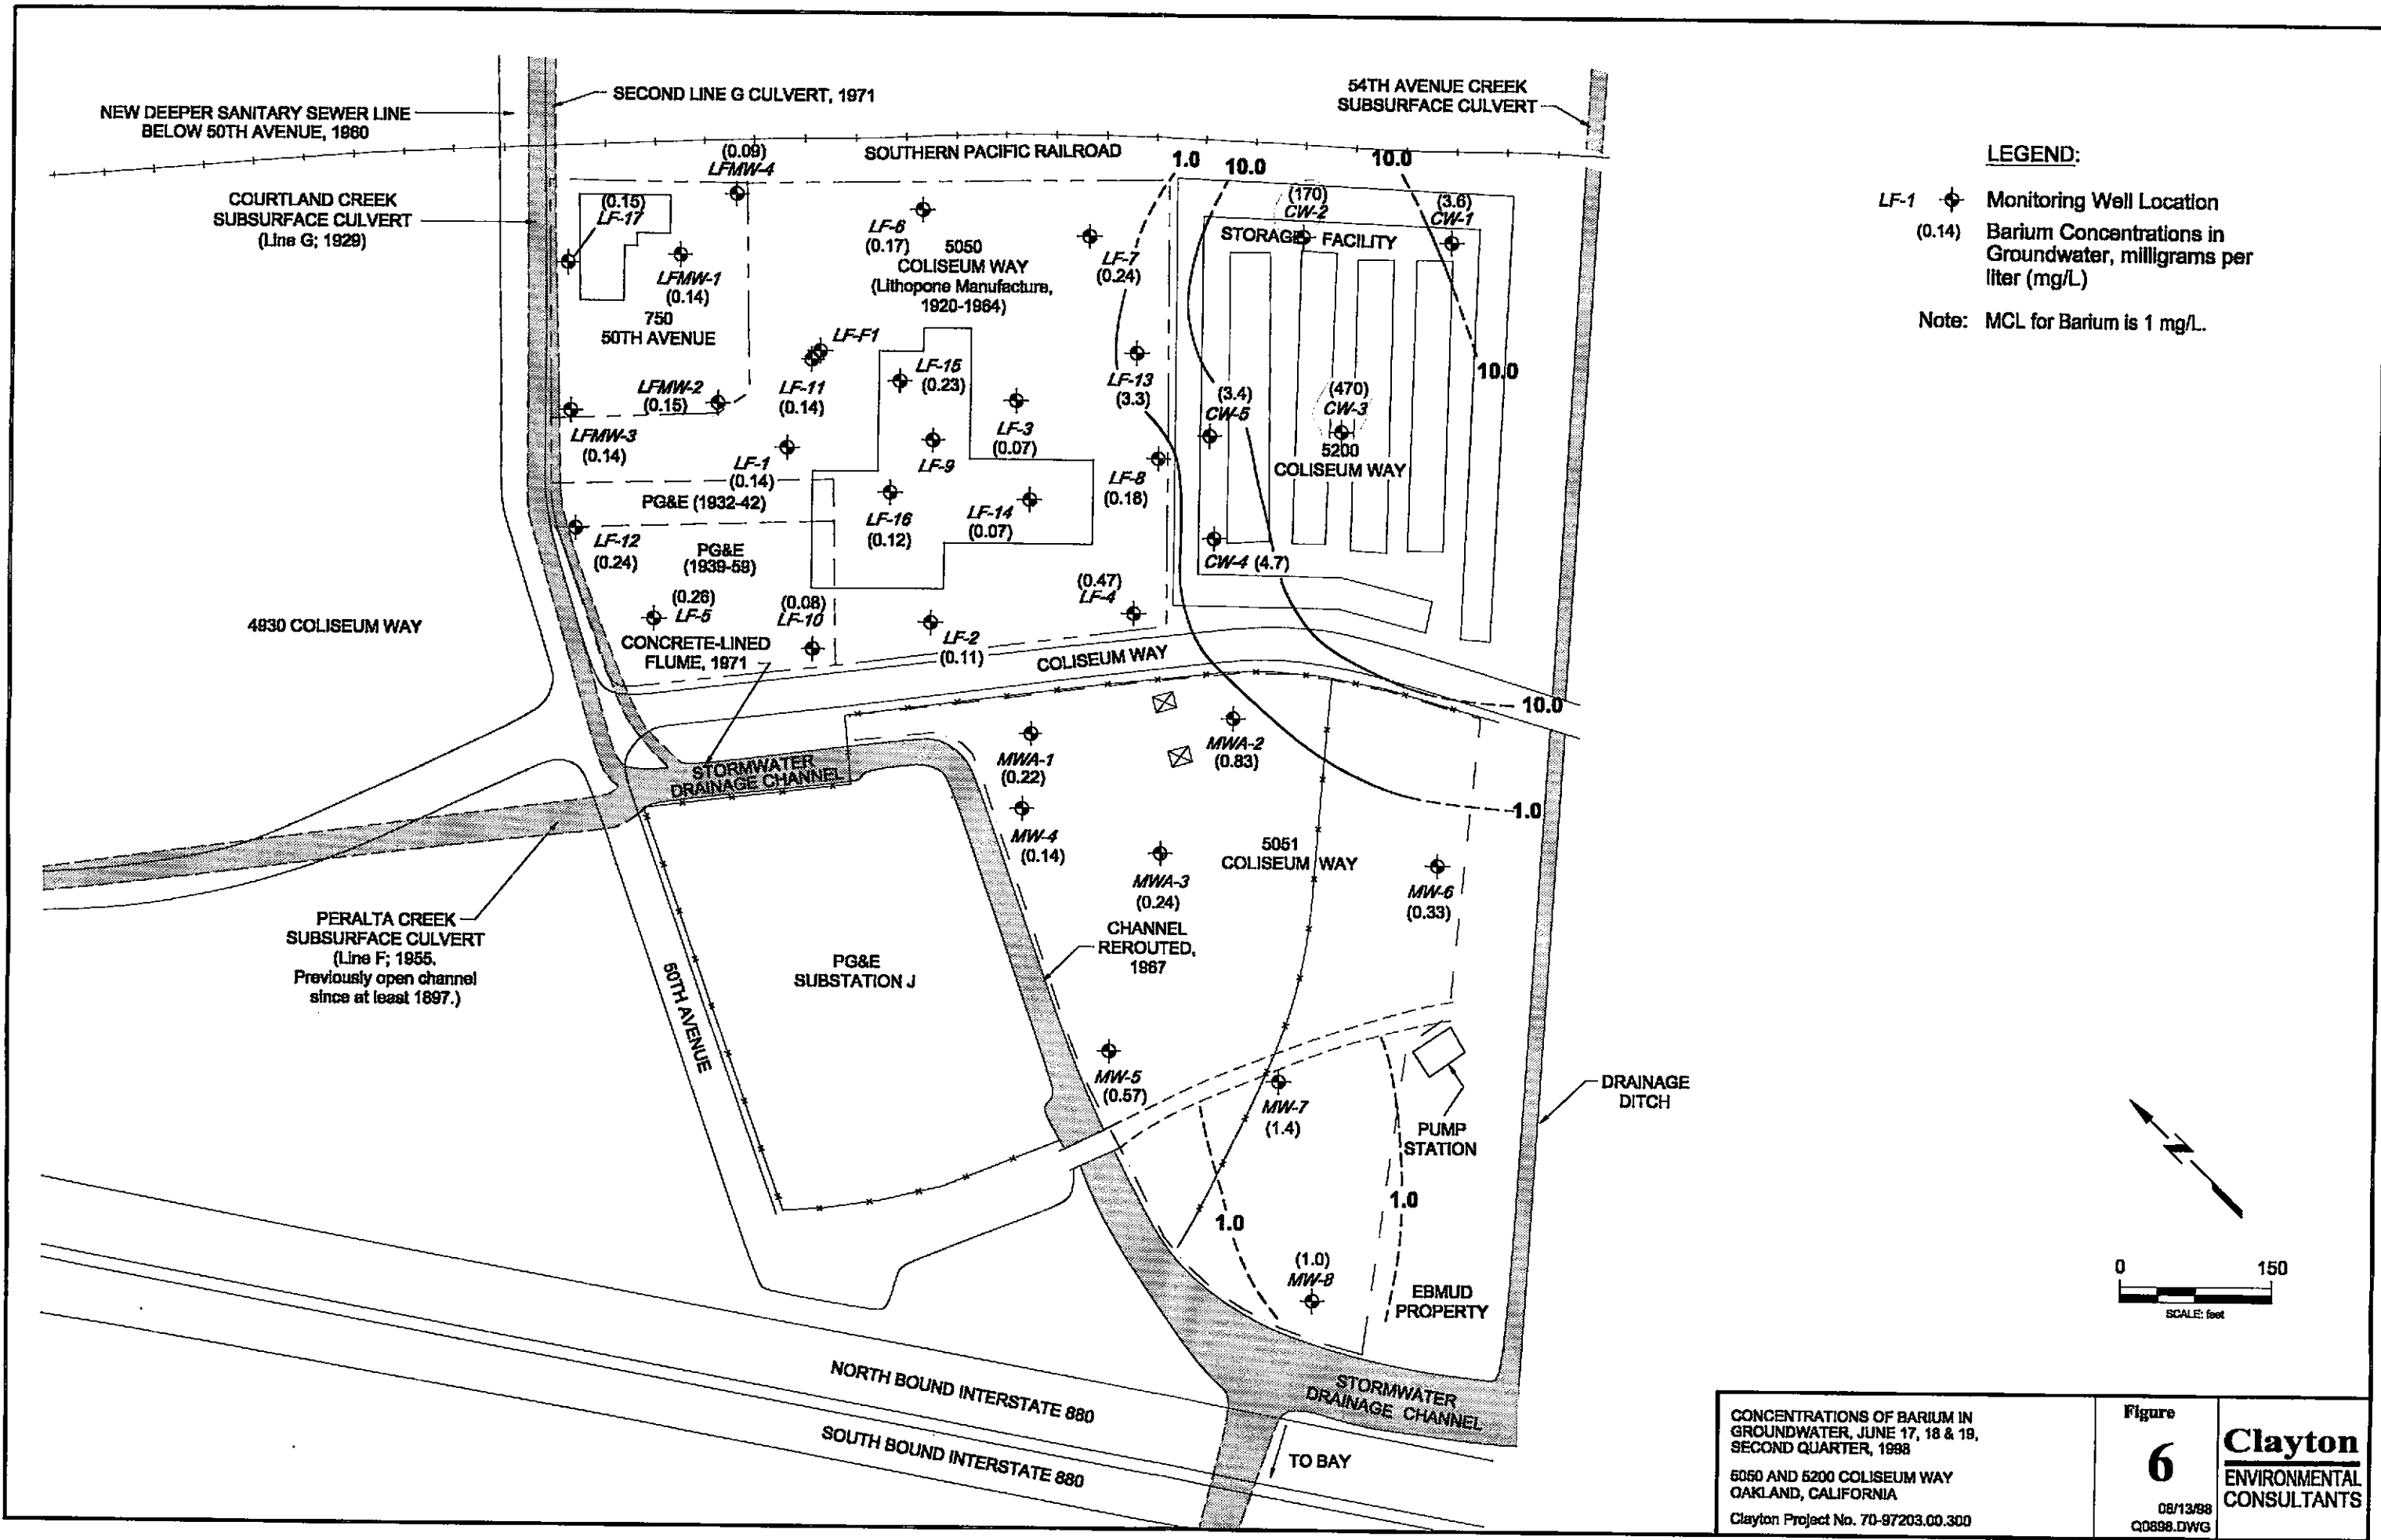 NEW DEEPER SANITARY SEWER LINE
BELOW 50TH AVENUE, 1960
SECOND LINE G CULVERT, 1971
54TH AVENUE CREEK
SUBSURFACE CULVERT
COURTLAND CREEK
SUBSURFACE CULVERT
(Line G; 1929)
SOUTHERN PACIFIC RAILROAD
1.0
10.0
10.0
(0.09)
LFMW-4
(0.15)
LF-17
LFMW-1
(0.14)
750
50TH AVENUE
LF-6
(0.17)
5050
COLISEUM WAY
(Lithopone Manufacture,
1920-1964)
LF-7
(0.24)
(170)
CW-2
(3.6)
CW-1
STORAGE FACILITY
LF-F1
LF-11
(0.14)
LF-15
(0.23)
LF-13
(3.3)
10.0
LFMW-2
(0.15)
LFMW-3
(0.14)
LF-1
(0.14)
LF-9
LF-3
(0.07)
LF-8
(0.18)
(3.4)
CW-5
(470)
CW-3
5200
COLISEUM WAY
PG&E (1932-42)
LF-12
(0.24)
PG&E
(1939-59)
LF-16
(0.12)
LF-14
(0.07)
CW-4 (4.7)
4930 COLISEUM WAY
(0.26)
LF-5
(0.08)
LF-10
LF-2
(0.11)
(0.47)
LF-4
CONCRETE-LINED
FLUME, 1971
COLISEUM WAY
10.0
STORMWATER
DRAINAGE CHANNEL
MWA-1
(0.22)
MWA-2
(0.83)
1.0
MW-4
(0.14)
MWA-3
(0.24)
5051
COLISEUM WAY
MW-6
(0.33)
PERALTA CREEK
SUBSURFACE CULVERT
(Line F; 1955.
Previously open channel
since at least 1897.)
CHANNEL
REROUTED,
1967
50TH AVENUE
PG&E
SUBSTATION J
MW-5
(0.57)
MW-7
(1.4)
PUMP
STATION
DRAINAGE
DITCH
1.0
1.0
(1.0)
MW-8
EBMUD
PROPERTY
NORTH BOUND INTERSTATE 880
SOUTH BOUND INTERSTATE 880
STORMWATER
DRAINAGE CHANNEL
TO BAY
LEGEND:
LF-1 Monitoring Well Location
(0.14) Barium Concentrations in
Groundwater, milligrams per
liter (mg/L)
Note: MCL for Barium is 1 mg/L.
N
0 150
SCALE: feet
CONCENTRATIONS OF BARIUM IN
GROUNDWATER, JUNE 17, 18 & 19,
SECOND QUARTER, 1998
5050 AND 5200 COLISEUM WAY
OAKLAND, CALIFORNIA
Clayton Project No. 70-97203.00.300
Figure
6
08/13/98
Q0898.DWG
Clayton
ENVIRONMENTAL
CONSULTANTS